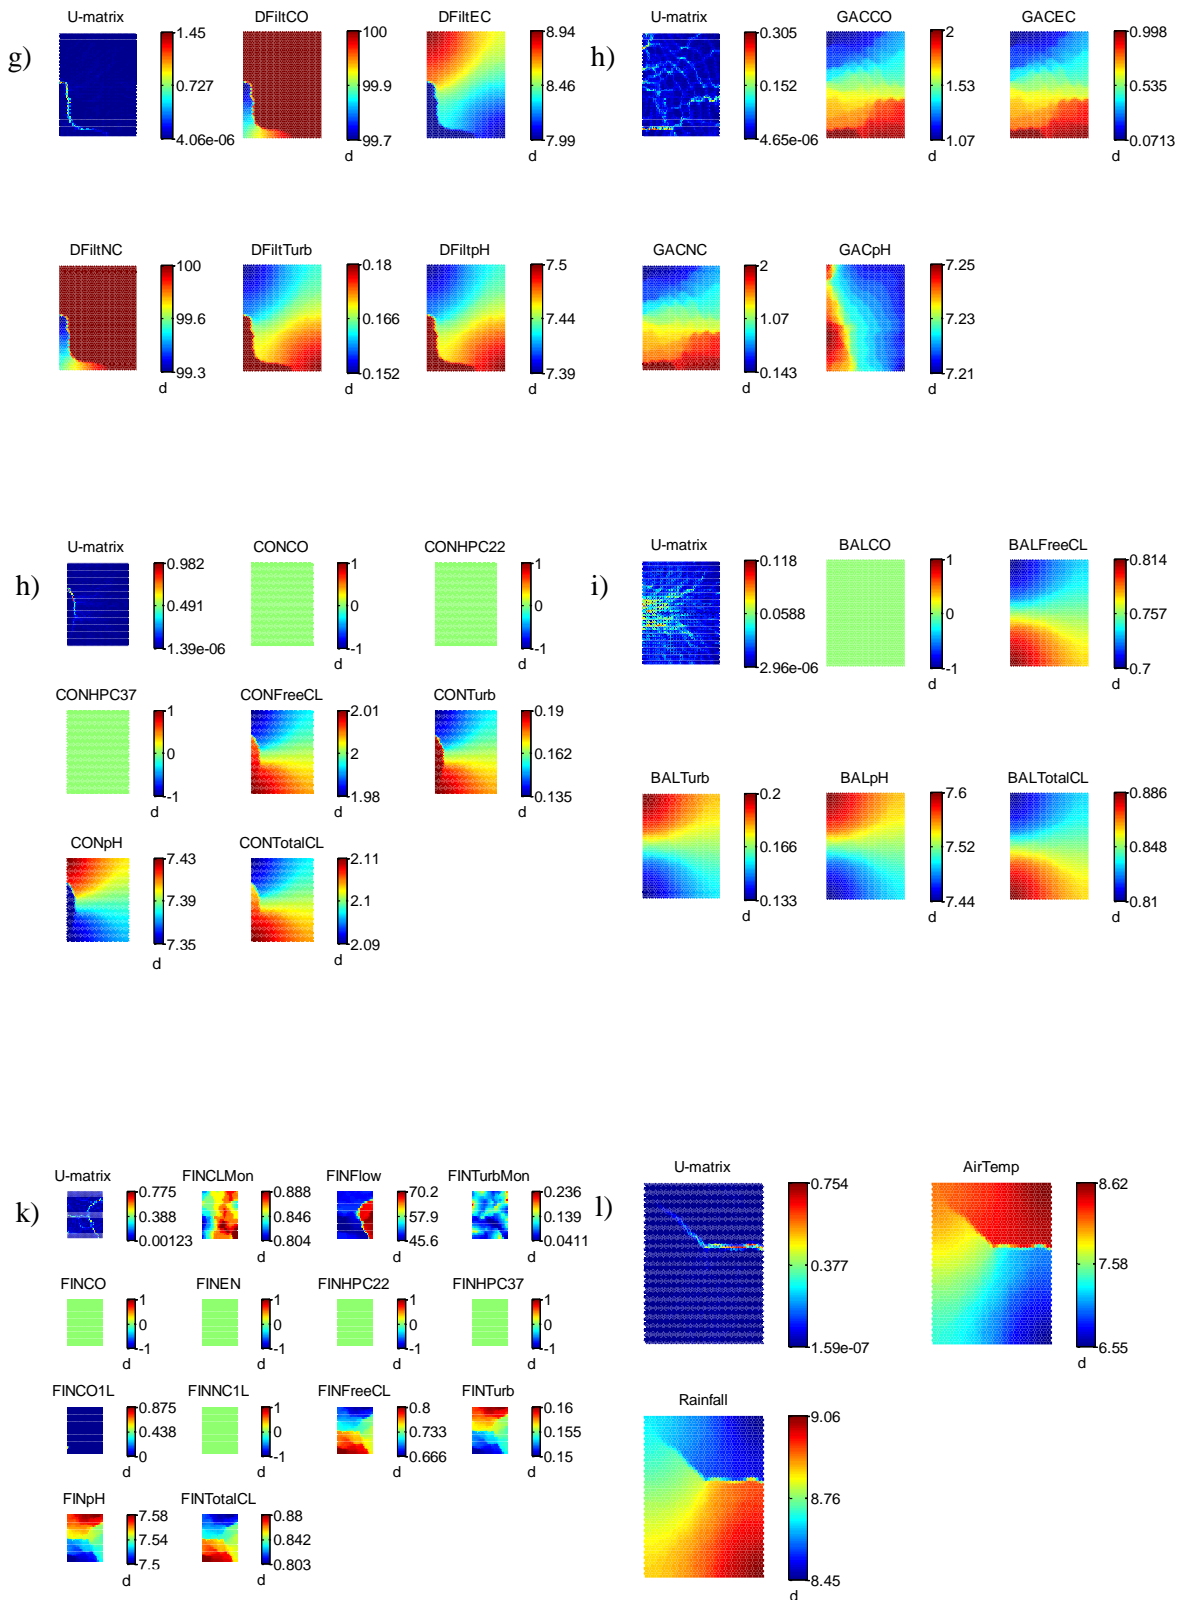 g)
U-matrix
1.45
0.727
4.06e-06
DFiltCO
100
99.9
99.7
d
DFiltEC
8.94
8.46
7.99
d
DFiltNC
100
99.6
99.3
d
DFiltTurb
0.18
0.166
0.152
d
DFiltpH
7.5
7.44
7.39
d
h)
U-matrix
0.305
0.152
4.65e-06
GACCO
2
1.53
1.07
d
GACEC
0.998
0.535
0.0713
d
GACNC
2
1.07
0.143
d
GACpH
7.25
7.23
7.21
d
h)
U-matrix
0.982
0.491
1.39e-06
CONCO
1
0
-1
d
CONHPC22
1
0
-1
d
CONHPC37
1
0
-1
d
CONFreeCL
2.01
2
1.98
d
CONTurb
0.19
0.162
0.135
d
CONpH
7.43
7.39
7.35
d
CONTotalCL
2.11
2.1
2.09
d
i)
U-matrix
0.118
0.0588
2.96e-06
BALCO
1
0
-1
d
BALFreeCL
0.814
0.757
0.7
d
BALTurb
0.2
0.166
0.133
d
BALpH
7.6
7.52
7.44
d
BALTotalCL
0.886
0.848
0.81
d
k)
U-matrix
0.775
0.388
0.00123
FINCLMon
0.888
0.846
0.804
d
FINFlow
70.2
57.9
45.6
d
FINTurbMon
0.236
0.139
0.0411
d
FINCO
1
0
-1
d
FINEN
1
0
-1
d
FINHPC22
1
0
-1
d
FINHPC37
1
0
-1
d
FINCO1L
0.875
0.438
0
d
FINNC1L
1
0
-1
d
FINFreeCL
0.8
0.733
0.666
d
FINTurb
0.16
0.155
0.15
d
FINpH
7.58
7.54
7.5
d
FINTotalCL
0.88
0.842
0.803
d
l)
U-matrix
0.754
0.377
1.59e-07
AirTemp
8.62
7.58
6.55
d
Rainfall
9.06
8.76
8.45
d